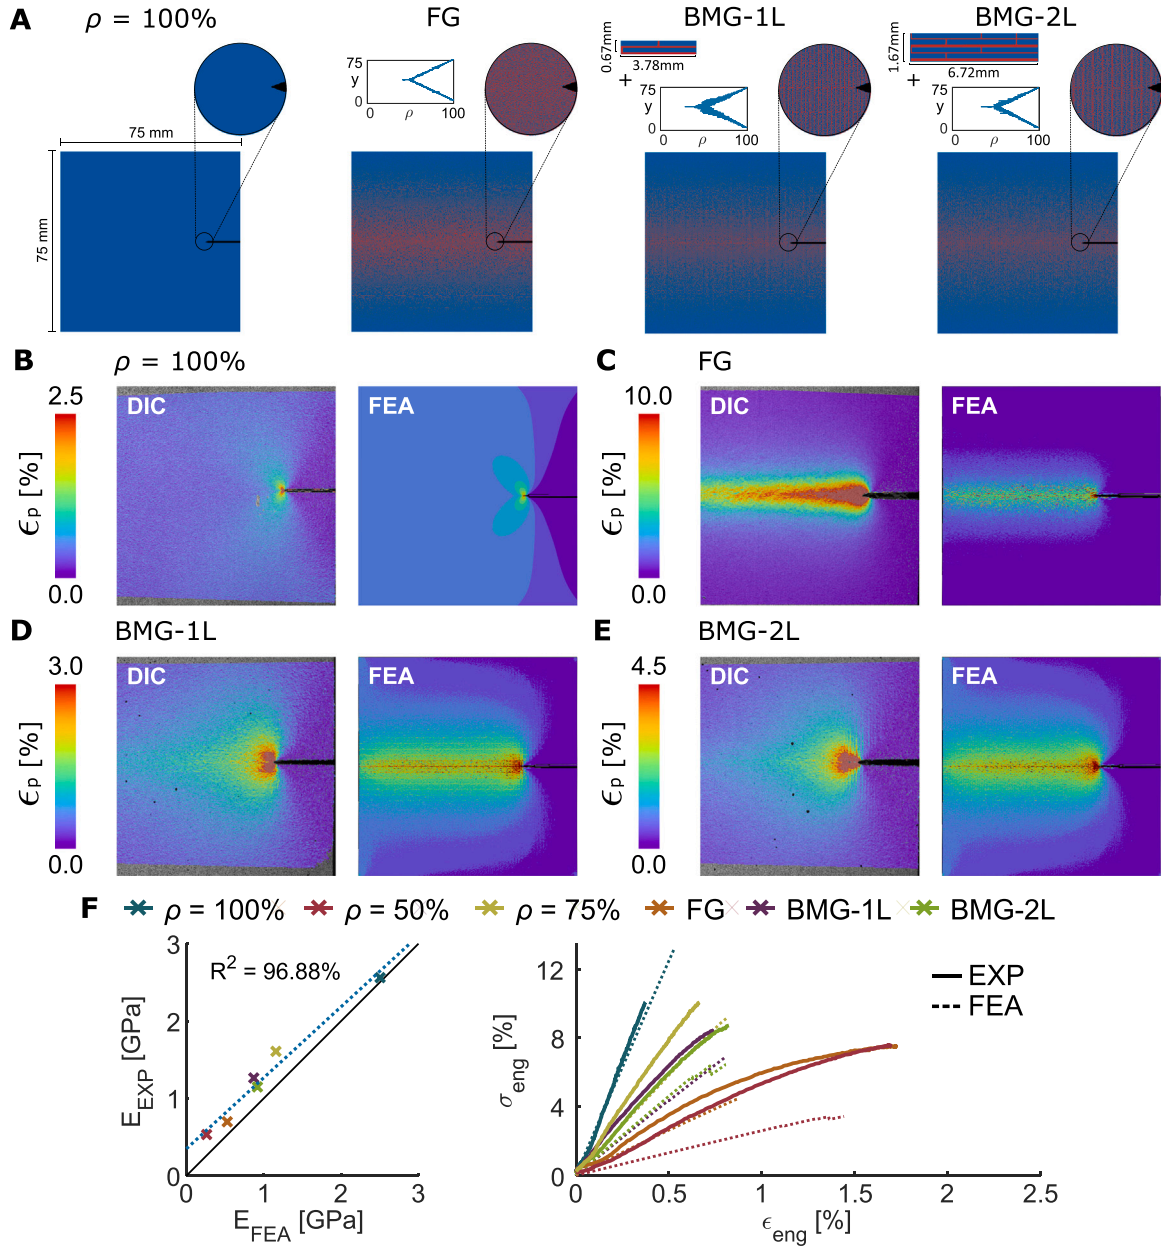 A
ρ = 100%
FG
BMG-1L
BMG-2L
75 mm
75 mm
75
y
0
0
ρ
100
0.67mm
3.78mm
+
75
y
0
0
ρ
100
1.67mm
6.72mm
+
75
y
0
0
ρ
100
B
ρ = 100%
2.5
ϵp [%]
0.0
DIC
FEA
C
FG
10.0
ϵp [%]
0.0
DIC
FEA
D
BMG-1L
3.0
ϵp [%]
0.0
DIC
FEA
E
BMG-2L
4.5
ϵp [%]
0.0
DIC
FEA
F
ρ = 100%
ρ = 50%
ρ = 75%
FG
BMG-1L
BMG-2L
R² = 96.88%
3
2
1
0
E_EXP [GPa]
0
1
2
3
E_FEA [GPa]
EXP
FEA
12
8
4
0
σ_eng [%]
0
0.5
1
1.5
2
2.5
ϵ_eng [%]